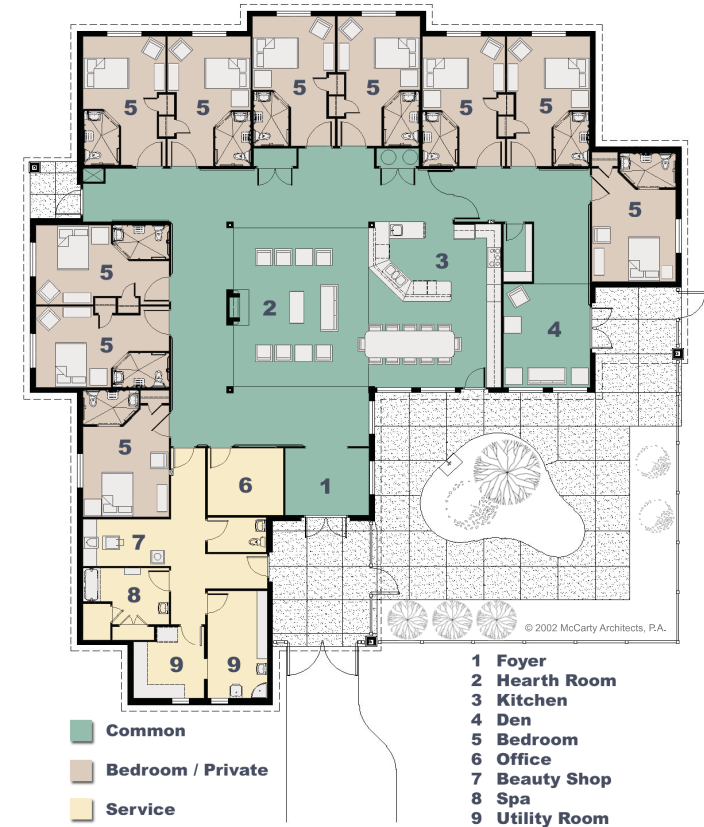 5 5 5 5 5 5
5
5
3
2
5
4
5
6
1
7
8
9 9
© 2002 McCarty Architects, P.A.
1 Foyer
2 Hearth Room
3 Kitchen
4 Den
5 Bedroom
6 Office
7 Beauty Shop
8 Spa
9 Utility Room
Common
Bedroom / Private
Service